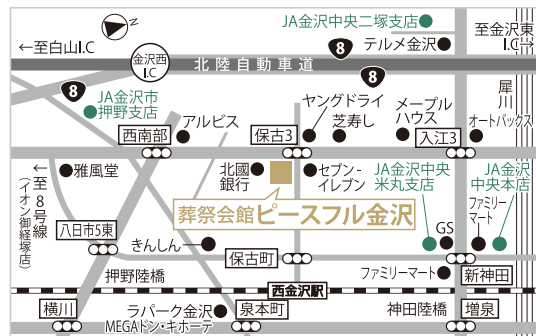 JA金沢中央二塚支店
N
至金沢東
I.C→
←至白山I.C
金沢西
I.C
8
テルメ金沢
北陸自動車道
8
8
犀川
JA金沢市
押野支店
アルビス
ヤングドライ
芝寿し
メープル
ハウス
オートバックス
西南部
保古3
入江3
←至8号線
(イオン御経塚店)
雅風堂
北國
銀行
セブン-
イレブン
JA金沢中央
米丸支店
JA金沢
中央本店
葬祭会館ピースフル金沢
ファミリー
マート
八日市5東
きんしん
保古町
GS
押野陸橋
ファミリーマート
新神田
西金沢駅
横川
ラパーク金沢
MEGAドン・キホーテ
泉本町
神田陸橋
増泉